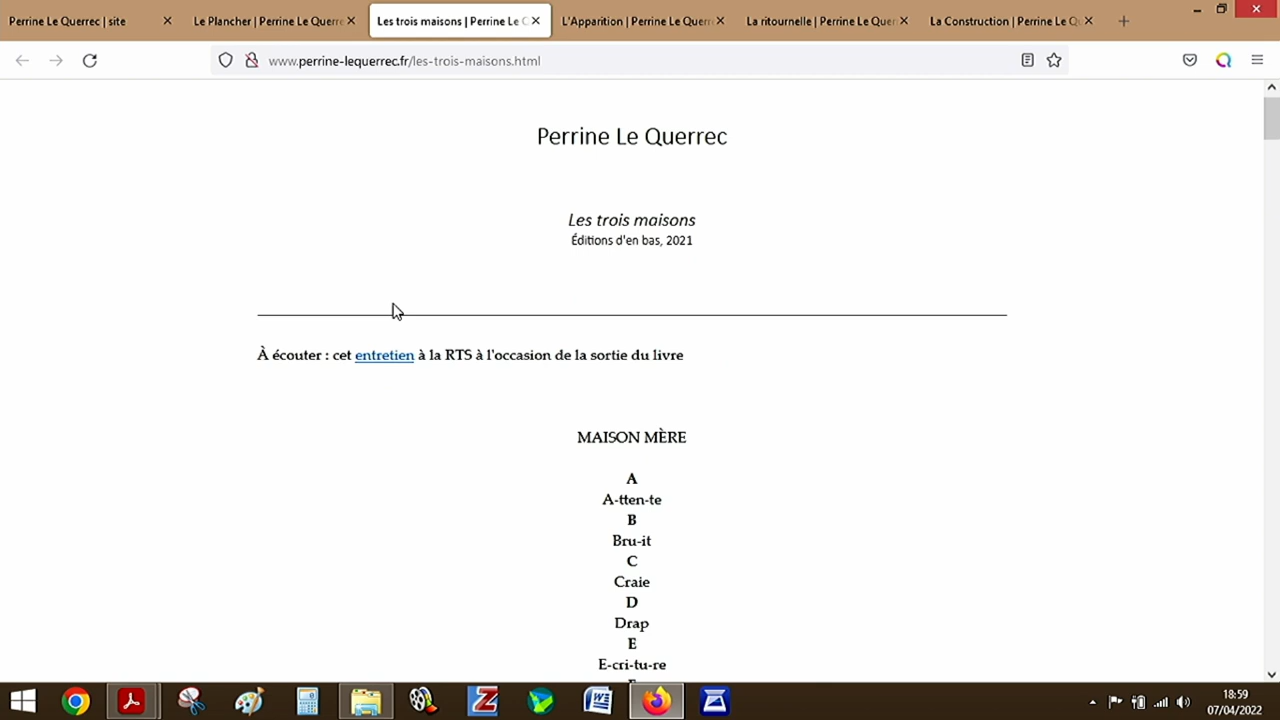 Perrine Le Querrec | site
Le Plancher | Perrine Le Querre
Les trois maisons | Perrine Le Q
L'Apparition | Perrine Le Querr
La ritournelle | Perrine Le Quer
La Construction | Perrine Le Qu
www.perrine-lequerrec.fr/les-trois-maisons.html
Perrine Le Querrec
Les trois maisons
Éditions d'en bas, 2021
À écouter : cet entretien à la RTS à l'occasion de la sortie du livre
MAISON MÈRE
A
A-tten-te
B
Bru-it
C
Craie
D
Drap
E
E-cri-tu-re
18:59
07/04/2022